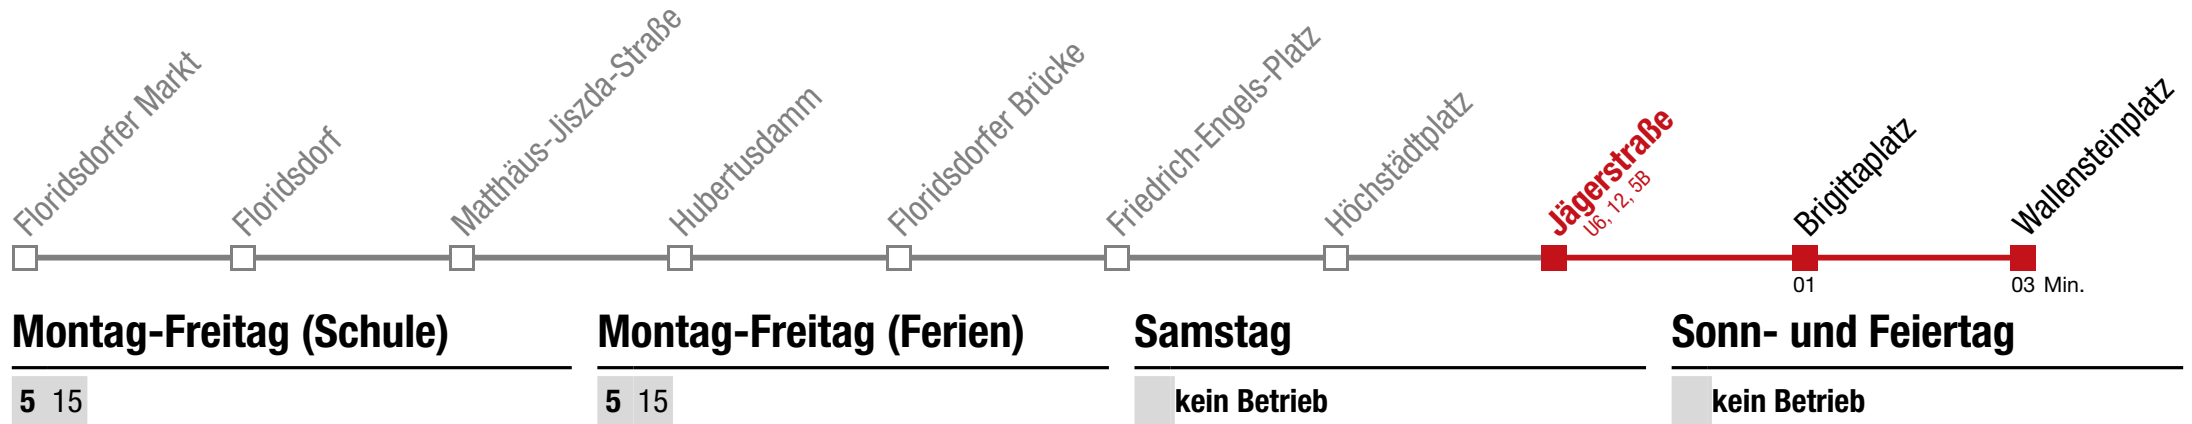 Floridsdorfer Markt
Floridsdorf
Matthäus-Jiszda-Straße
Hubertusdamm
Floridsdorfer Brücke
Friedrich-Engels-Platz
Höchstädtplatz
Jägerstraße
U6, 12, 5B
Brigittaplatz
Wallensteinplatz
01
03 Min.
Montag-Freitag (Schule)
5 15
Montag-Freitag (Ferien)
5 15
Samstag
kein Betrieb
Sonn- und Feiertag
kein Betrieb